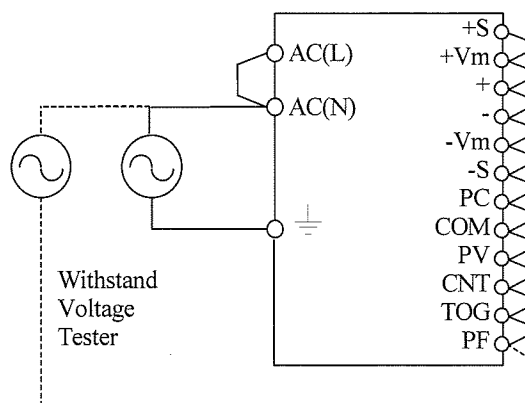 AC(L)
AC(N)
Withstand
Voltage
Tester
+S
+Vm
+
-
-Vm
-S
PC
COM
PV
CNT
TOG
PF